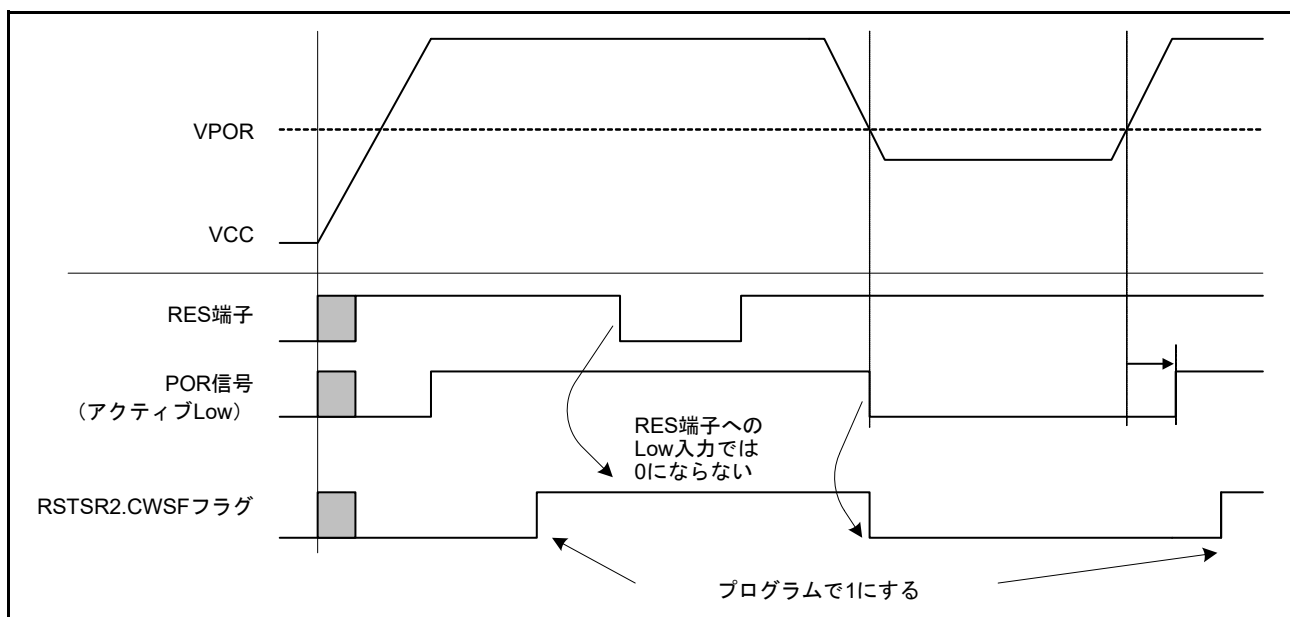 VPOR
VCC
RES端子
POR信号
（アクティブLow）
RES端子への
Low入力では
0にならない
RSTSR2.CWSFフラグ
プログラムで1にする